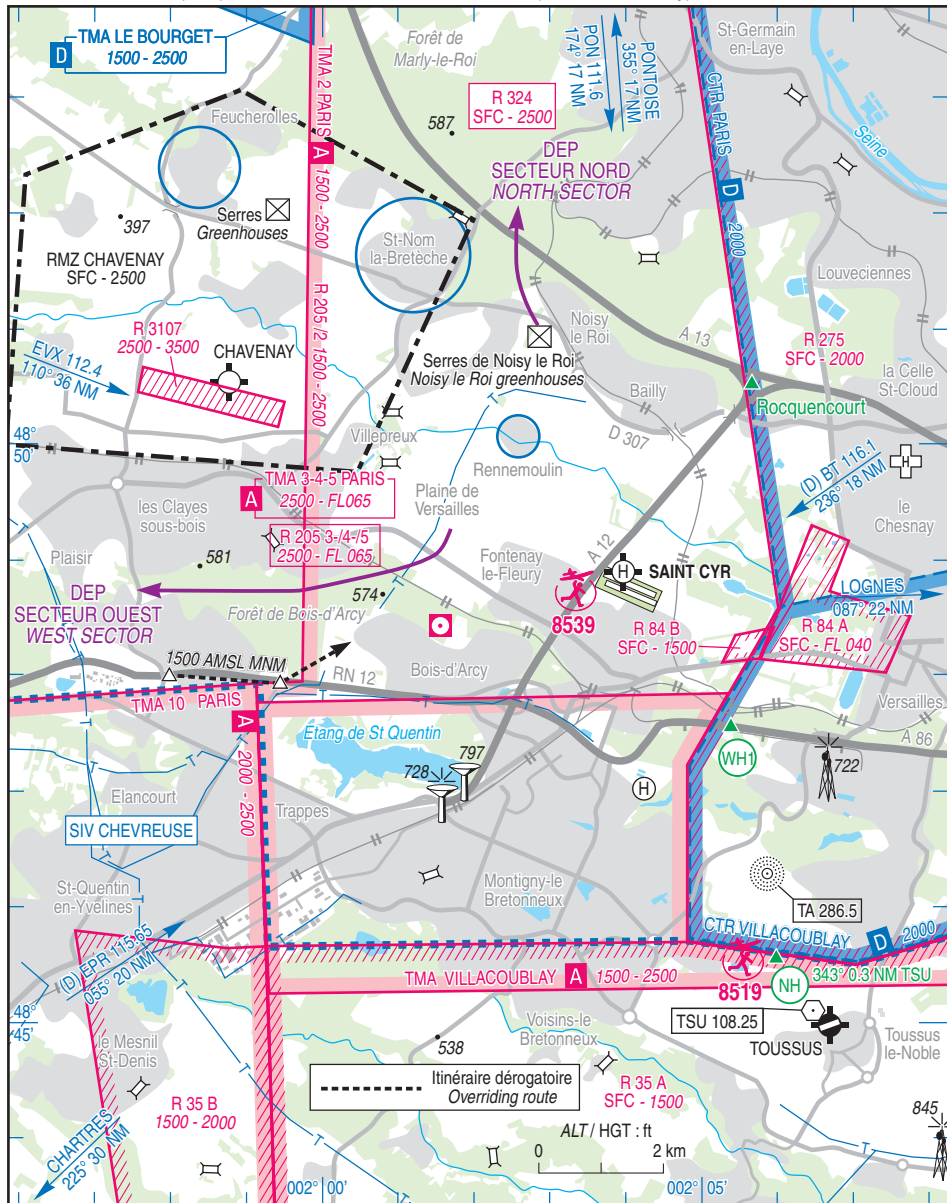 TMA LE BOURGET
D
1500 - 2500
Forêt de
Marly-le-Roi
PON 111.6
174° 17 NM
PONTOISE
355° 17 NM
St-Germain
en-Laye
R 324
SFC - 2500
TMA 2 PARIS
A
1500-2500
R 205 /2 1500-2500
CTR PARIS
D
2000
Seine
Feucherolles
587
DEP
SECTEUR NORD
NORTH SECTOR
Serres
Greenhouses
397
RMZ CHAVENAY
SFC - 2500
St-Nom
la-Bretèche
Louveciennes
R 3107
2500 - 3500
EVX 112.4
110° 36 NM
CHAVENAY
Noisy
le Roi
A 13
R 275
SFC - 2000
Serres de Noisy le Roi
Noisy le Roi greenhouses
la Celle
St-Cloud
Bailly
Rocquencourt
D 307
48°
50'
Villepreux
Rennemoulin
H
(D) BT 116.1
236° 18 NM
TMA 3-4-5 PARIS
A
2500 - FL065
Plaine de
Versailles
les Clayes
sous-bois
le
Chesnay
R 205 3-/4-/5
2500 - FL 065
Plaisir
581
Fontenay
le-Fleury
A 12
H
SAINT CYR
574
DEP
SECTEUR OUEST
WEST SECTOR
Forêt de Bois-d'Arcy
8539
LOGNES
087° 22 NM
R 84 B
SFC - 1500
R 84 A
SFC - FL 040
1500 AMSL MNM
Bois-d'Arcy
RN 12
Versailles
TMA 10 PARIS
A
2000 - 2500
Etang de St Quentin
A 86
WH1
797
728
722
H
Elancourt
Trappes
SIV CHEVREUSE
St-Quentin
en-Yvelines
Montigny-le
Bretonneux
TA 286.5
(D) EPR 115.65
055° 20 NM
CTR VILLACOUBLAY
D
2000
TMA VILLACOUBLAY
A
1500 - 2500
8519
NH
343° 0.3 NM TSU
48°
45'
TSU 108.25
TOUSSUS
Toussus
le-Noble
Voisins-le
Bretonneux
538
le Mesnil
St-Denis
Itinéraire dérogatoire
Overriding route
R 35 A
SFC - 1500
R 35 B
1500 - 2000
ALT / HGT : ft
845
CHARTRES
225° 30 NM
0
2 km
002° 00'
002° 05'